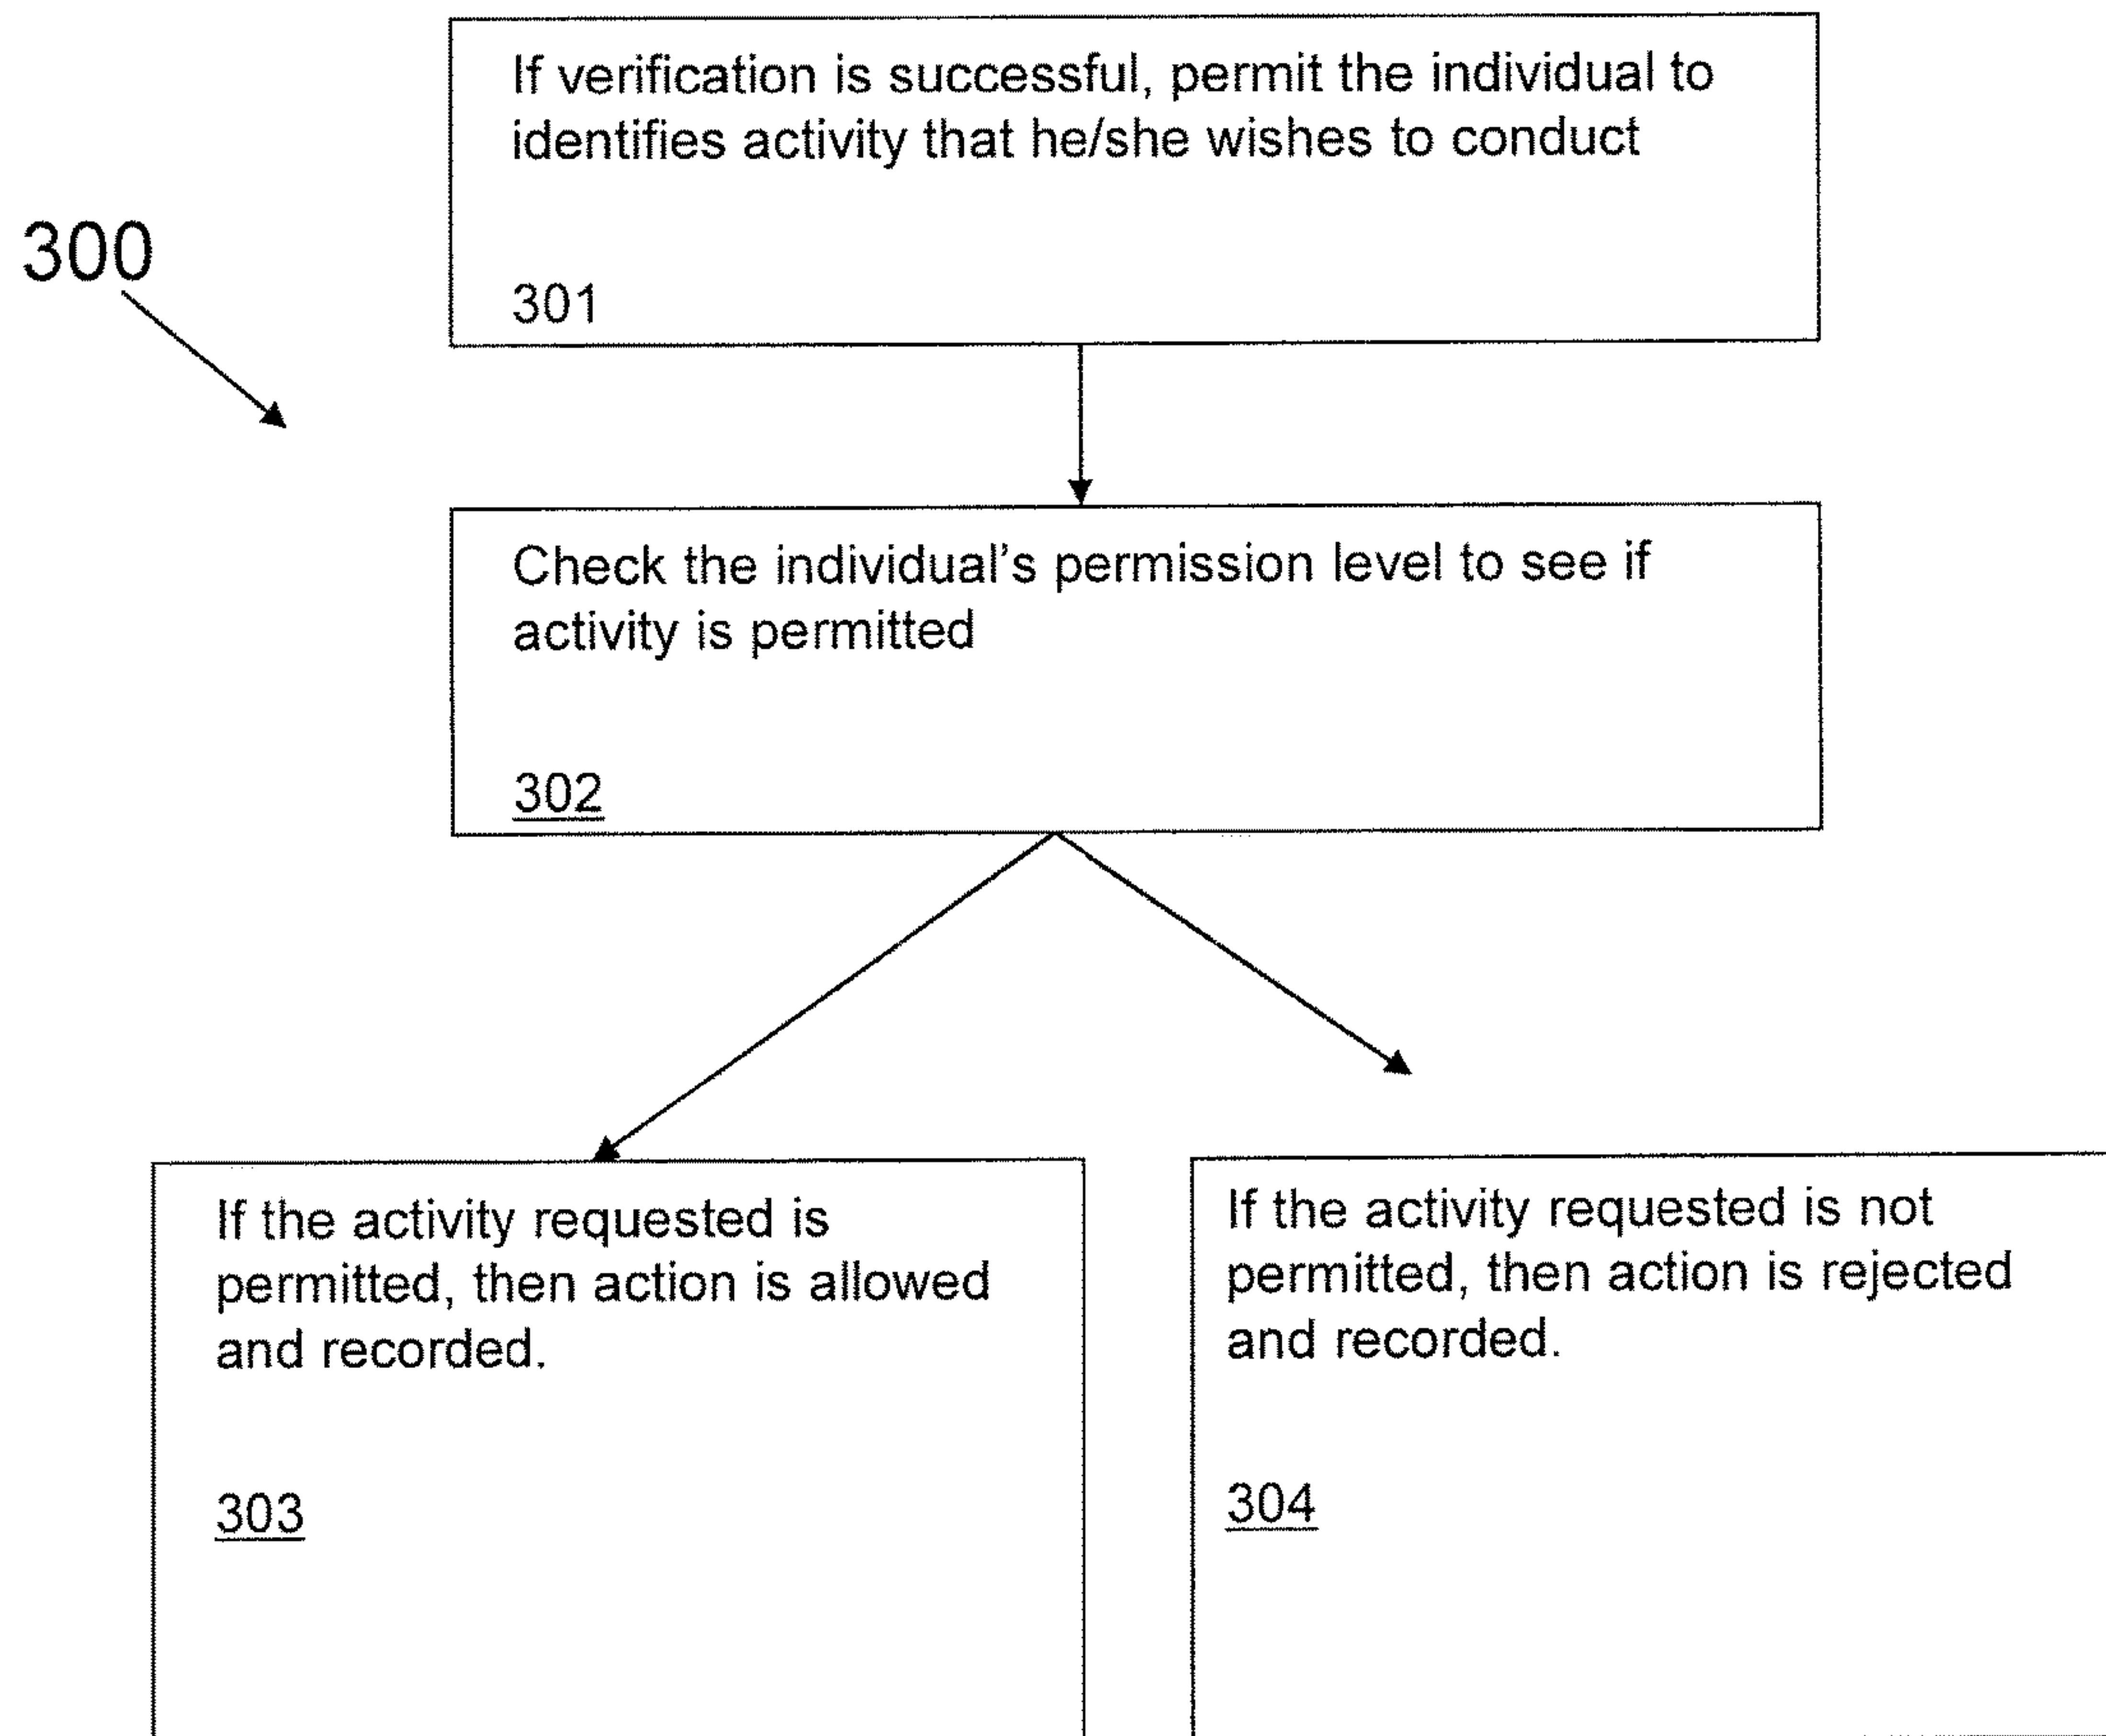 If verification is successful, permit the individual to
identifies activity that he/she wishes to conduct
301
300
Check the individual's permission level to see if
activity is permitted
302
If the activity requested is
permitted, then action is allowed
and recorded.
303
If the activity requested is not
permitted, then action is rejected
and recorded.
304